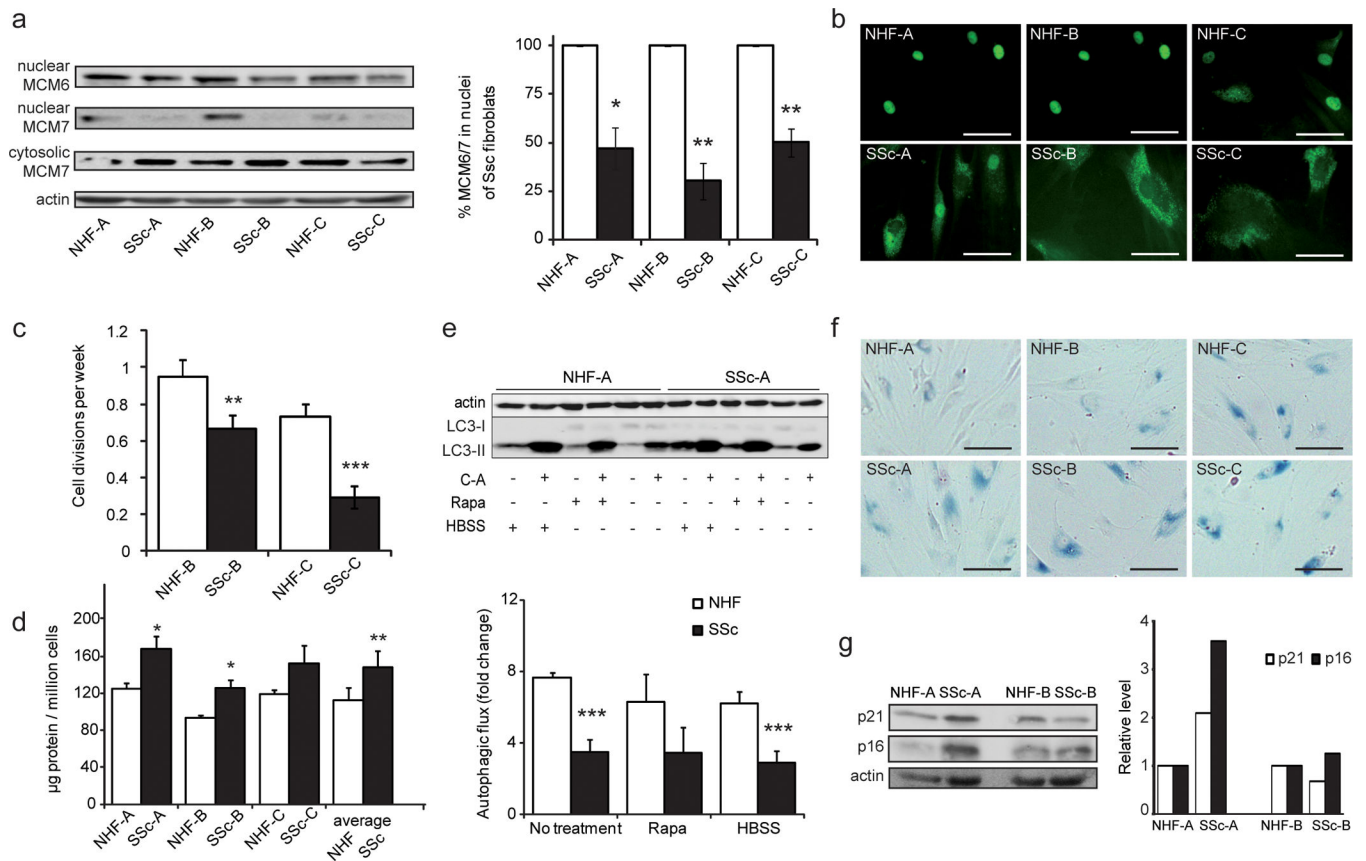 a
nuclear
MCM6
nuclear
MCM7
cytosolic
MCM7
actin
NHF-A
SSc-A
NHF-B
SSc-B
NHF-C
SSc-C
% MCM6/7 in nuclei
of Ssc fibroblats
100
75
50
25
0
*
**
**
NHF-A
SSc-A
NHF-B
SSc-B
NHF-C
SSc-C
b
NHF-A
NHF-B
NHF-C
SSc-A
SSc-B
SSc-C
c
Cell divisions per week
1.2
1
0.8
0.6
0.4
0.2
0
**
***
NHF-B
SSc-B
NHF-C
SSc-C
d
µg protein / million cells
200
160
120
80
40
0
*
*
**
NHF-A
SSc-A
NHF-B
SSc-B
NHF-C
SSc-C
average
NHF
SSc
e
NHF-A SSc-A
actin
LC3-I
LC3-II
C-A - + - + - + - + - + - +
Rapa - - + + - - - - + + - -
HBSS + + - - - - + + - - - -
Autophagic flux (fold change)
12
8
4
0
NHF
SSc
***
***
No treatment
Rapa
HBSS
f
NHF-A
NHF-B
NHF-C
SSc-A
SSc-B
SSc-C
g
NHF-A SSc-A NHF-B SSc-B
p21
p16
actin
Relative level
4
3
2
1
0
p21 p16
NHF-A SSc-A NHF-B SSc-B